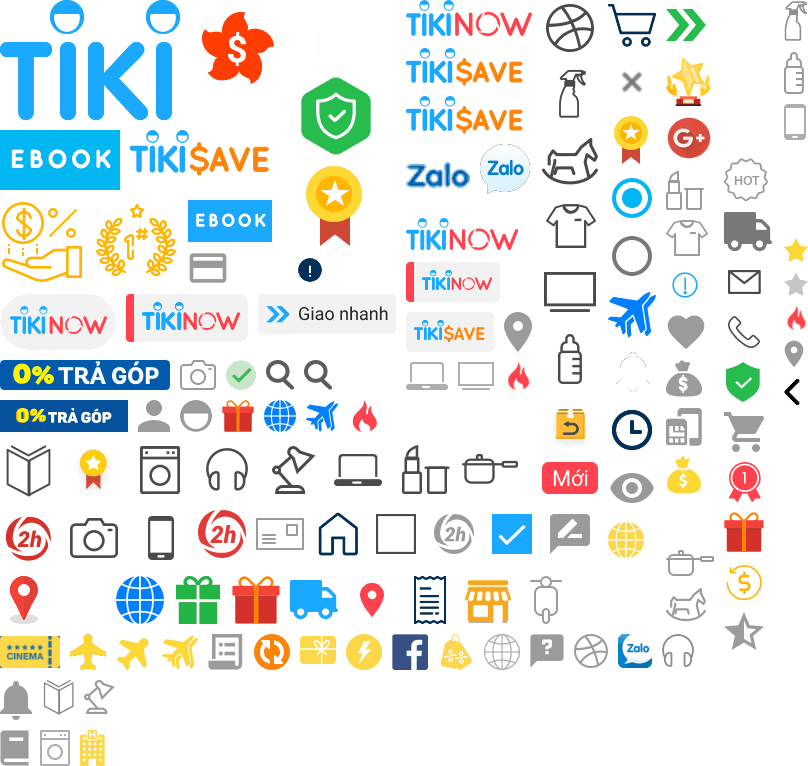 TIKI
$
TIKINOW
TIKI$AVE
TIKI$AVE
EBOOK
TIKI$AVE
Zalo
Zalo
G+
HOT
$ %
1#
EBOOK
TIKINOW
!
TIKINOW
TIKINOW
TIKINOW
Giao nhanh
TIKI$AVE
!
0% TRẢ GÓP
$
0% TRẢ GÓP
Mới
$
1
2h
2h
2h
$
CINEMA
f
%
?
Zalo